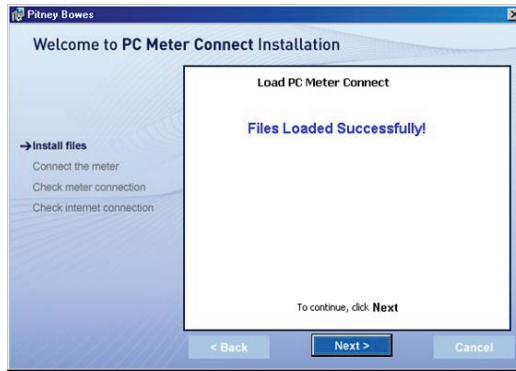 Pitney Bowes
Welcome to PC Meter Connect Installation
Load PC Meter Connect
Files Loaded Successfully!
➔Install files
Connect the meter
Check meter connection
Check internet connection
To continue, click Next
< Back
Next >
Cancel